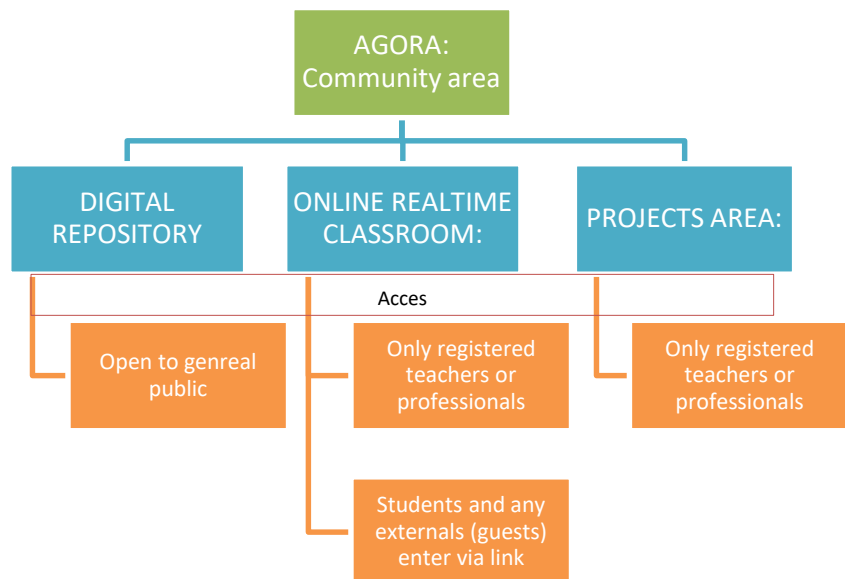 AGORA:
Community area
DIGITAL
REPOSITORY
ONLINE REALTIME
CLASSROOM:
PROJECTS AREA:
Acces
Open to genreal
public
Only registered
teachers or
professionals
Only registered
teachers or
professionals
Students and any
externals (guests)
enter via link